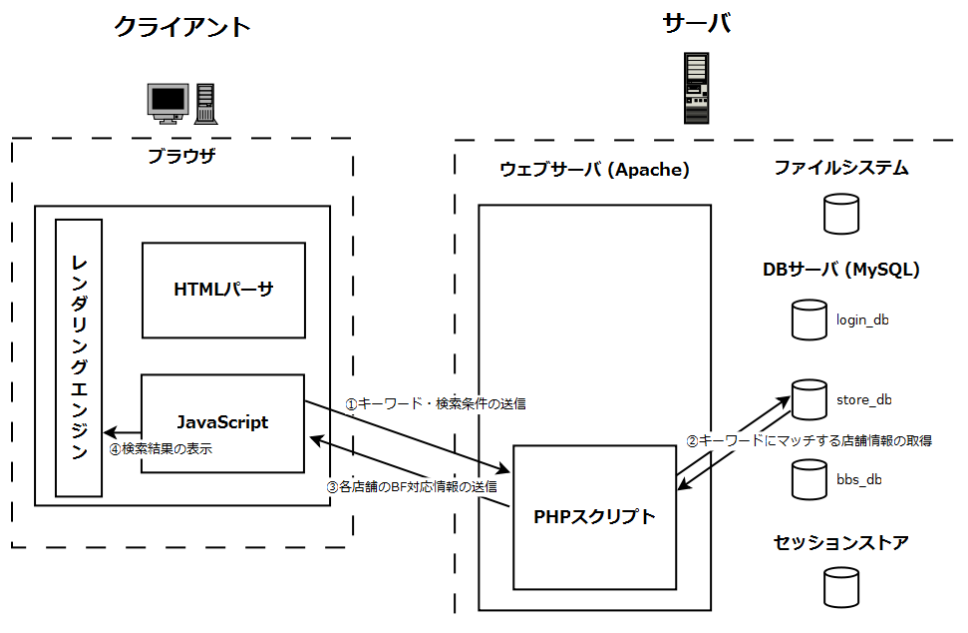 クライアント
サーバ
ブラウザ
ウェブサーバ (Apache)
ファイルシステム
レンダリングエンジン
HTMLパーサ
DBサーバ (MySQL)
login_db
JavaScript
①キーワード・検索条件の送信
store_db
④検索結果の表示
②キーワードにマッチする店舗情報の取得
③各店舗のBF対応情報の送信
bbs_db
PHPスクリプト
セッションストア